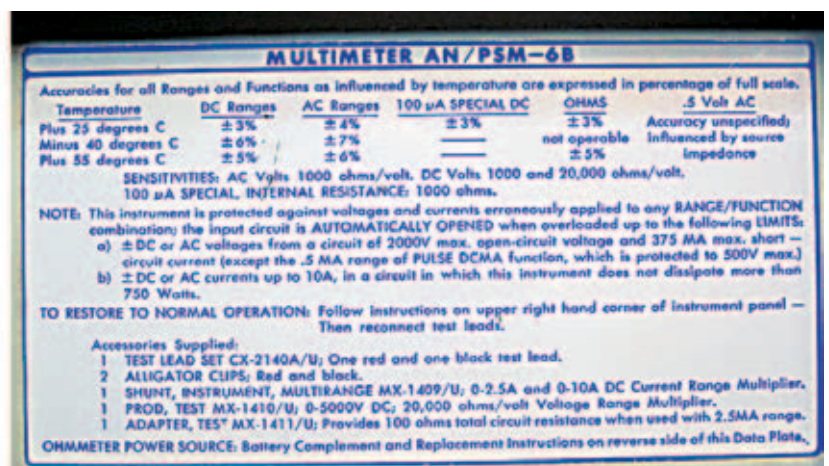 MULTIMETER AN/PSM-6B
Accuracies for all Ranges and Functions as influenced by temperature are expressed in percentage of full scale.
Temperature DC Ranges AC Ranges 100 μA SPECIAL DC OHMS .5 Volt AC
Plus 25 degrees C ±3% ±4% ±3% ±3% Accuracy unspecified;
Minus 40 degrees C ±6% ±7% — not operable influenced by source
Plus 55 degrees C ±5% ±6% — ±5% impedance
SENSITIVITIES: AC Volts 1000 ohms/volt. DC Volts 1000 and 20,000 ohms/volt.
100 μA SPECIAL, INTERNAL RESISTANCE: 1000 ohms.
NOTE: This instrument is protected against voltages and currents erroneously applied to any RANGE/FUNCTION
combination; the input circuit is AUTOMATICALLY OPENED when overloaded up to the following LIMITS:
a) ±DC or AC voltages from a circuit of 2000V max. open-circuit voltage and 375 MA max. short —
circuit current (except the .5 MA range of PULSE DCMA function, which is protected to 500V max.)
b) ±DC or AC currents up to 10A, in a circuit in which this instrument does not dissipate more than
750 Watts.
TO RESTORE TO NORMAL OPERATION: Follow instructions on upper right hand corner of instrument panel —
Then reconnect test leads.
Accessories Supplied:
1 TEST LEAD SET CX-2140A/U; One red and one black test lead.
2 ALLIGATOR CLIPS; Red and black.
1 SHUNT, INSTRUMENT, MULTIRANGE MX-1409/U; 0-2.5A and 0-10A DC Current Range Multiplier.
1 PROD, TEST MX-1410/U; 0-5000V DC; 20,000 ohms/volt Voltage Range Multiplier.
1 ADAPTER, TEST MX-1411/U; Provides 100 ohms total circuit resistance when used with 2.5MA range.
OHMMETER POWER SOURCE: Battery Complement and Replacement Instructions on reverse side of this Data Plate.